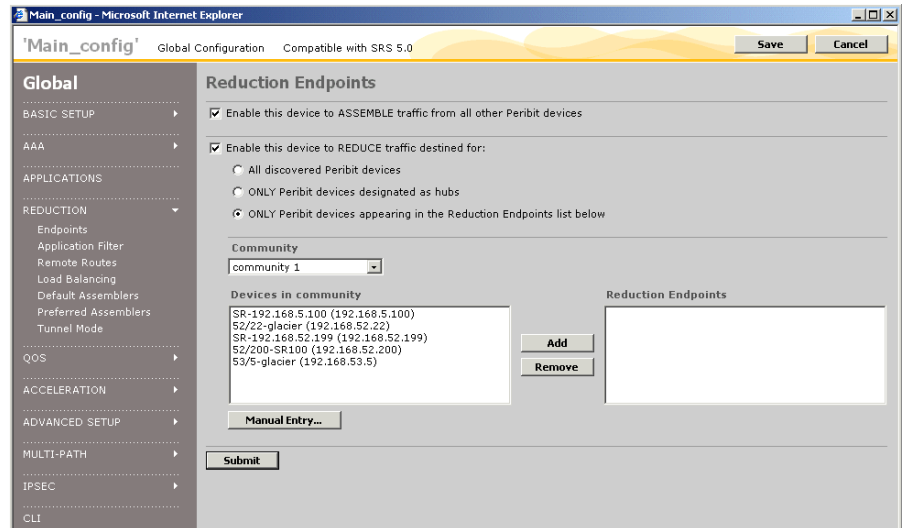 Main_config - Microsoft Internet Explorer
'Main_config' Global Configuration Compatible with SRS 5.0 Save Cancel
Global
BASIC SETUP
AAA
APPLICATIONS
REDUCTION
Endpoints
Application Filter
Remote Routes
Load Balancing
Default Assemblers
Preferred Assemblers
Tunnel Mode
QOS
ACCELERATION
ADVANCED SETUP
MULTI-PATH
IPSEC
CLI
Reduction Endpoints
Enable this device to ASSEMBLE traffic from all other Peribit devices
Enable this device to REDUCE traffic destined for:
All discovered Peribit devices
ONLY Peribit devices designated as hubs
ONLY Peribit devices appearing in the Reduction Endpoints list below
Community
community 1
Devices in community
SR-192.168.5.100 (192.168.5.100)
52/22-glacier (192.168.52.22)
SR-192.168.52.199 (192.168.52.199)
52/200-SR100 (192.168.52.200)
53/5-glacier (192.168.53.5)
Add
Remove
Reduction Endpoints
Manual Entry...
Submit